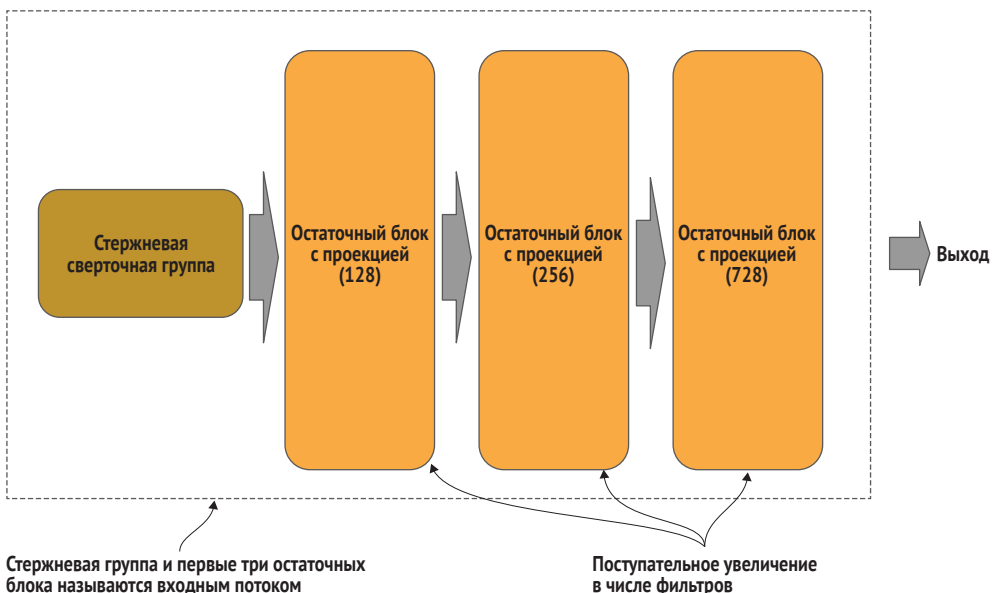 Стержневая
сверточная группа
Остаточный блок
с проекцией
(128)
Остаточный блок
с проекцией
(256)
Остаточный блок
с проекцией
(728)
Выход
Стержневая группа и первые три остаточных
блока называются входным потоком
Поступательное увеличение
в числе фильтров